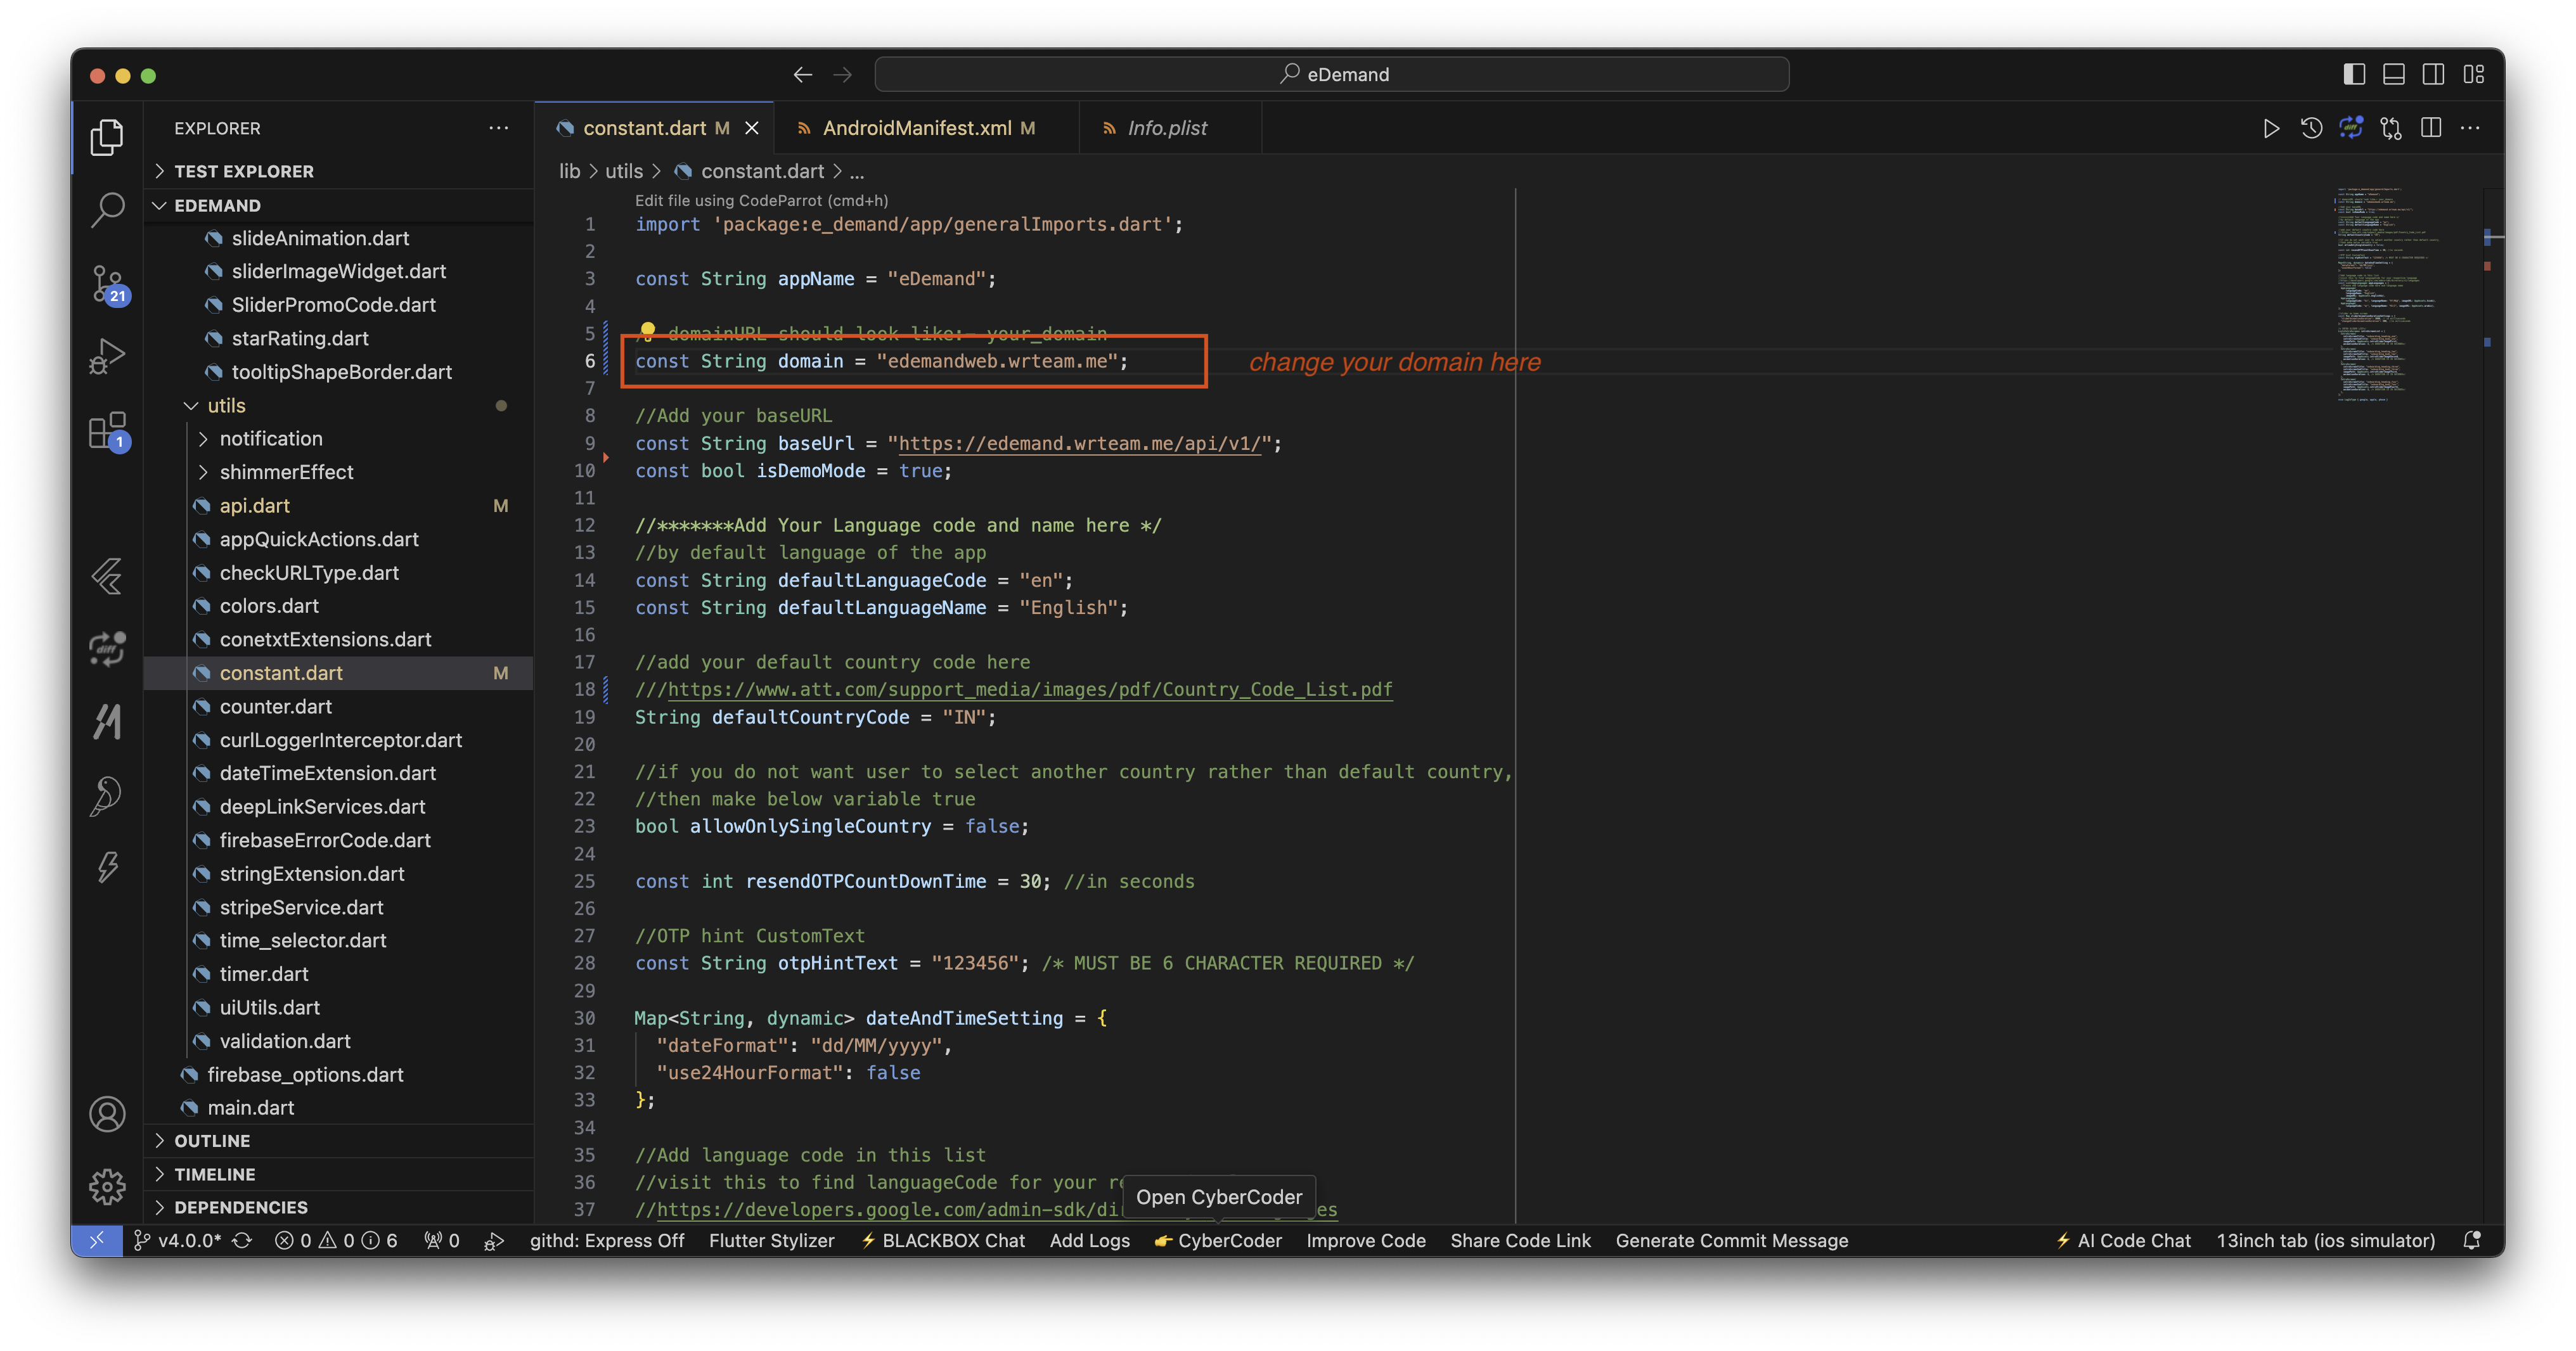 eDemand
EXPLORER
TEST EXPLORER
EDEMAND
slideAnimation.dart
sliderImageWidget.dart
SliderPromoCode.dart
starRating.dart
tooltipShapeBorder.dart
utils
notification
shimmerEffect
api.dart M
appQuickActions.dart
checkURLType.dart
colors.dart
conetxtExtensions.dart
constant.dart M
counter.dart
curlLoggerInterceptor.dart
dateTimeExtension.dart
deepLinkServices.dart
firebaseErrorCode.dart
stringExtension.dart
stripeService.dart
time_selector.dart
timer.dart
uiUtils.dart
validation.dart
firebase_options.dart
main.dart
OUTLINE
TIMELINE
DEPENDENCIES
21
1
diff
constant.dart M
AndroidManifest.xml M
Info.plist
diff
lib > utils > constant.dart > ...
Edit file using CodeParrot (cmd+h)
1 import 'package:e_demand/app/generalImports.dart';
2
3 const String appName = "eDemand";
4
5 domainURL should look like:- your_domain
6 const String domain = "edemandweb.wrteam.me";
change your domain here
7
8 //Add your baseURL
9 const String baseUrl = "https://edemand.wrteam.me/api/v1/";
10 const bool isDemoMode = true;
11
12 //*******Add Your Language code and name here */
13 //by default language of the app
14 const String defaultLanguageCode = "en";
15 const String defaultLanguageName = "English";
16
17 //add your default country code here
18 ///https://www.att.com/support_media/images/pdf/Country_Code_List.pdf
19 String defaultCountryCode = "IN";
20
21 //if you do not want user to select another country rather than default country,
22 //then make below variable true
23 bool allowOnlySingleCountry = false;
24
25 const int resendOTPCountDownTime = 30; //in seconds
26
27 //OTP hint CustomText
28 const String otpHintText = "123456"; /* MUST BE 6 CHARACTER REQUIRED */
29
30 Map<String, dynamic> dateAndTimeSetting = {
31 "dateFormat": "dd/MM/yyyy",
32 "use24HourFormat": false
33 };
34
35 //Add language code in this list
36 //visit this to find languageCode for your re
37 //https://developers.google.com/admin-sdk/di es
Open CyberCoder
v4.0.0* 0 0 6 0 githd: Express Off Flutter Stylizer BLACKBOX Chat Add Logs CyberCoder Improve Code Share Code Link Generate Commit Message AI Code Chat 13inch tab (ios simulator)